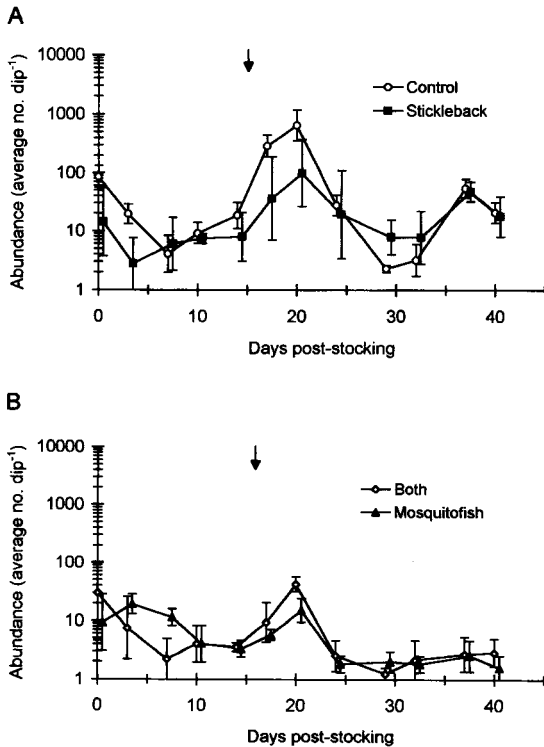 A
Abundance (average no. dip-1)
10000
1000
100
10
1
Control
Stickleback
0 10 20 30 40
Days post-stocking
B
Abundance (average no. dip-1)
10000
1000
100
10
1
Both
Mosquitofish
0 10 20 30 40
Days post-stocking